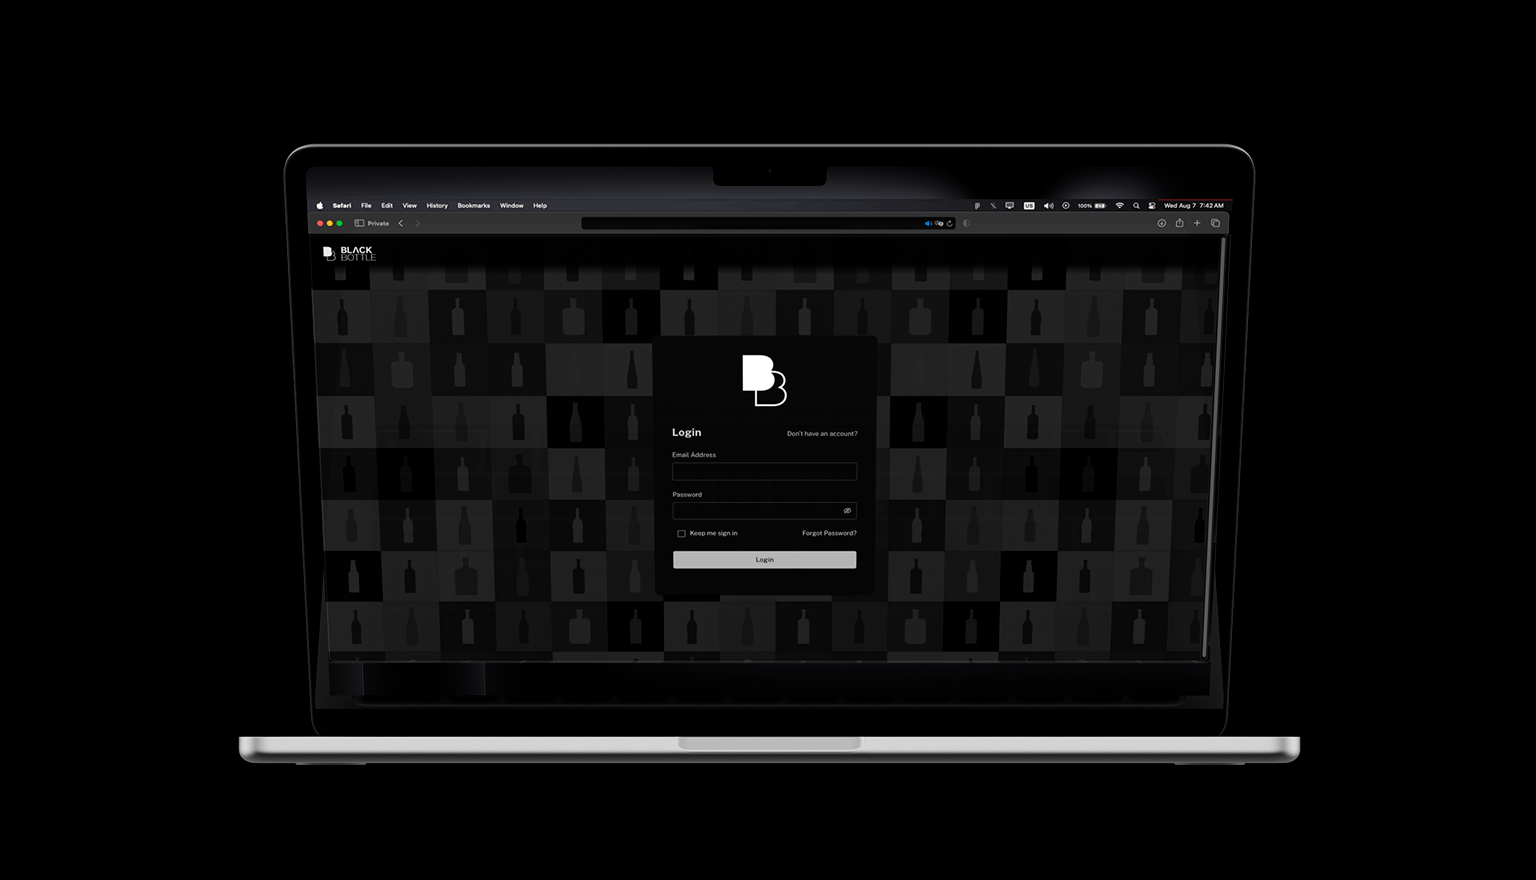 Safari File Edit View History Bookmarks Window Help
US 100% Wed Aug 7 7:42 AM
Private
BLACK
BOTTLE
Login Don't have an account?
Email Address
Password
Keep me sign in Forgot Password?
Login